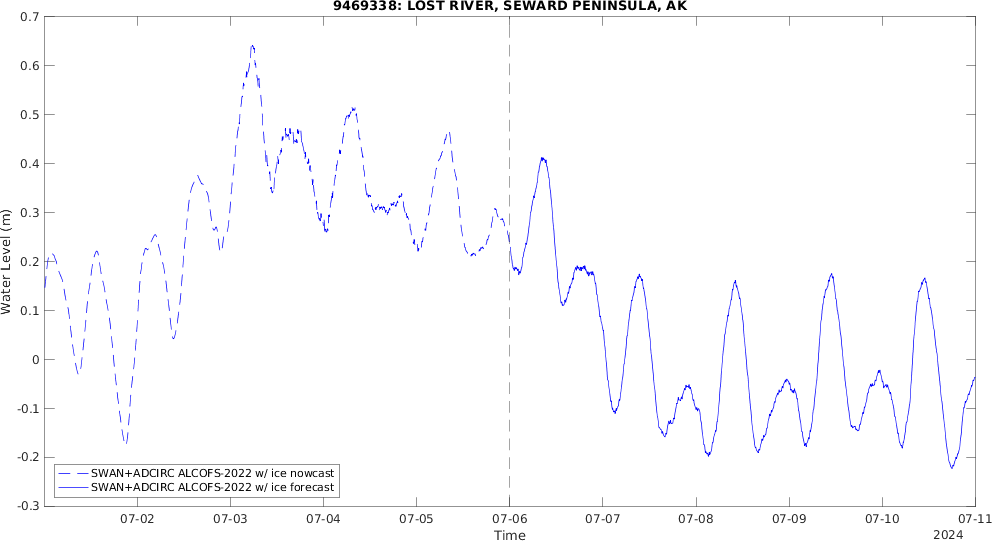 9469338: LOST RIVER, SEWARD PENINSULA, AK
0.7
0.6
0.5
0.4
0.3
0.2
0.1
0
-0.1
-0.2
-0.3
Water Level (m)
SWAN+ADCIRC ALCOFS-2022 w/ ice nowcast
SWAN+ADCIRC ALCOFS-2022 w/ ice forecast
07-02 07-03 07-04 07-05 07-06 07-07 07-08 07-09 07-10 07-11
Time
2024